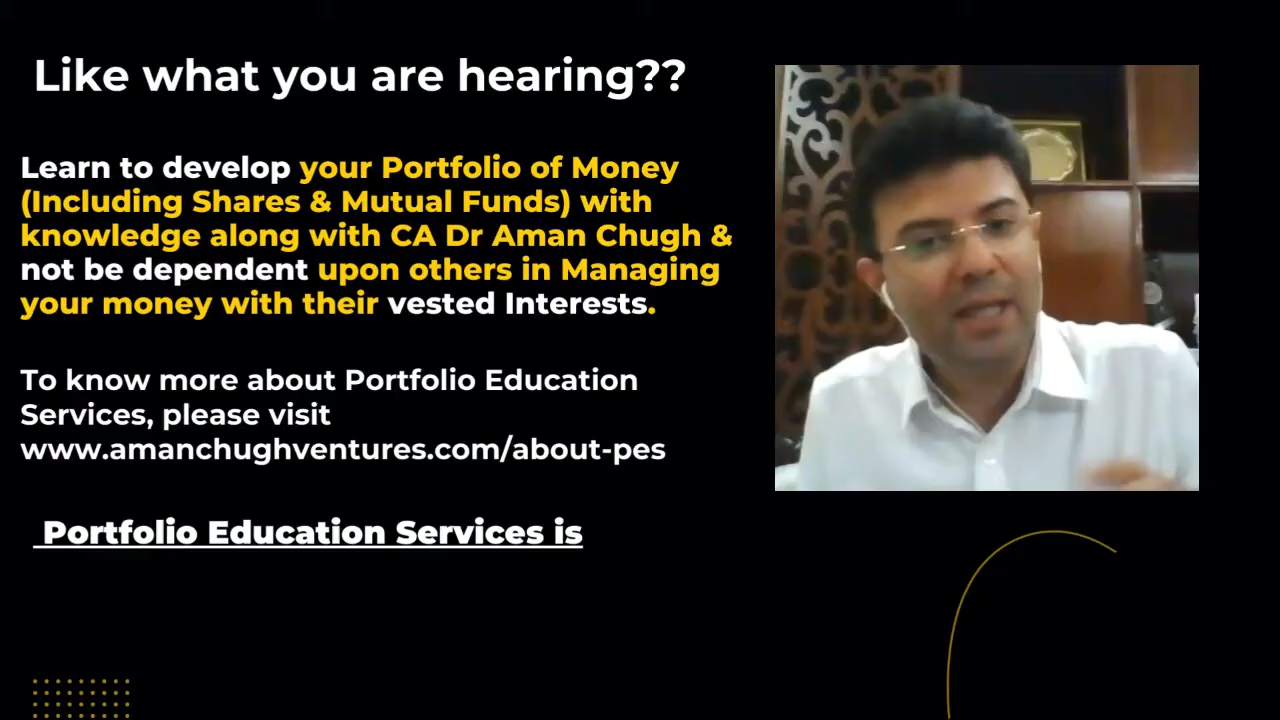 Like what you are hearing??
Learn to develop your Portfolio of Money
(Including Shares & Mutual Funds) with
knowledge along with CA Dr Aman Chugh &
not be dependent upon others in Managing
your money with their vested Interests.
To know more about Portfolio Education
Services, please visit
www.amanchughventures.com/about-pes
Portfolio Education Services is